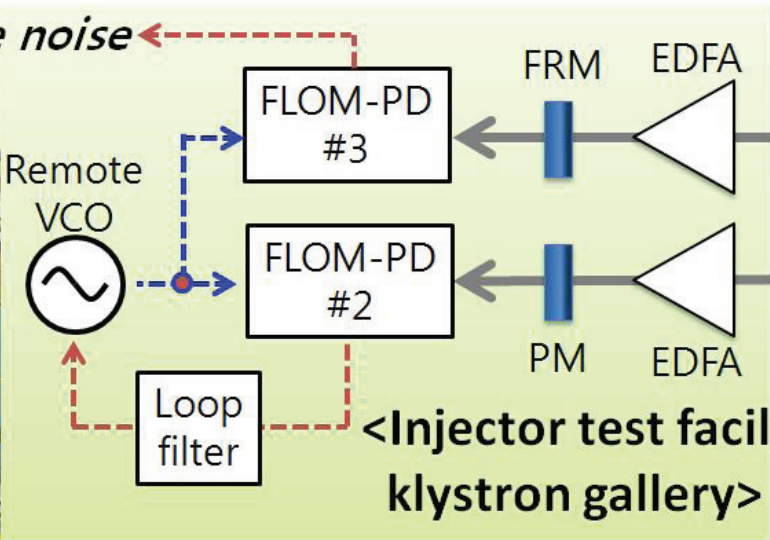 noise
FRM
EDFA
FLOM-PD
#3
Remote
VCO
FLOM-PD
#2
PM
EDFA
Loop
filter
<Injector test facil
klystron gallery>